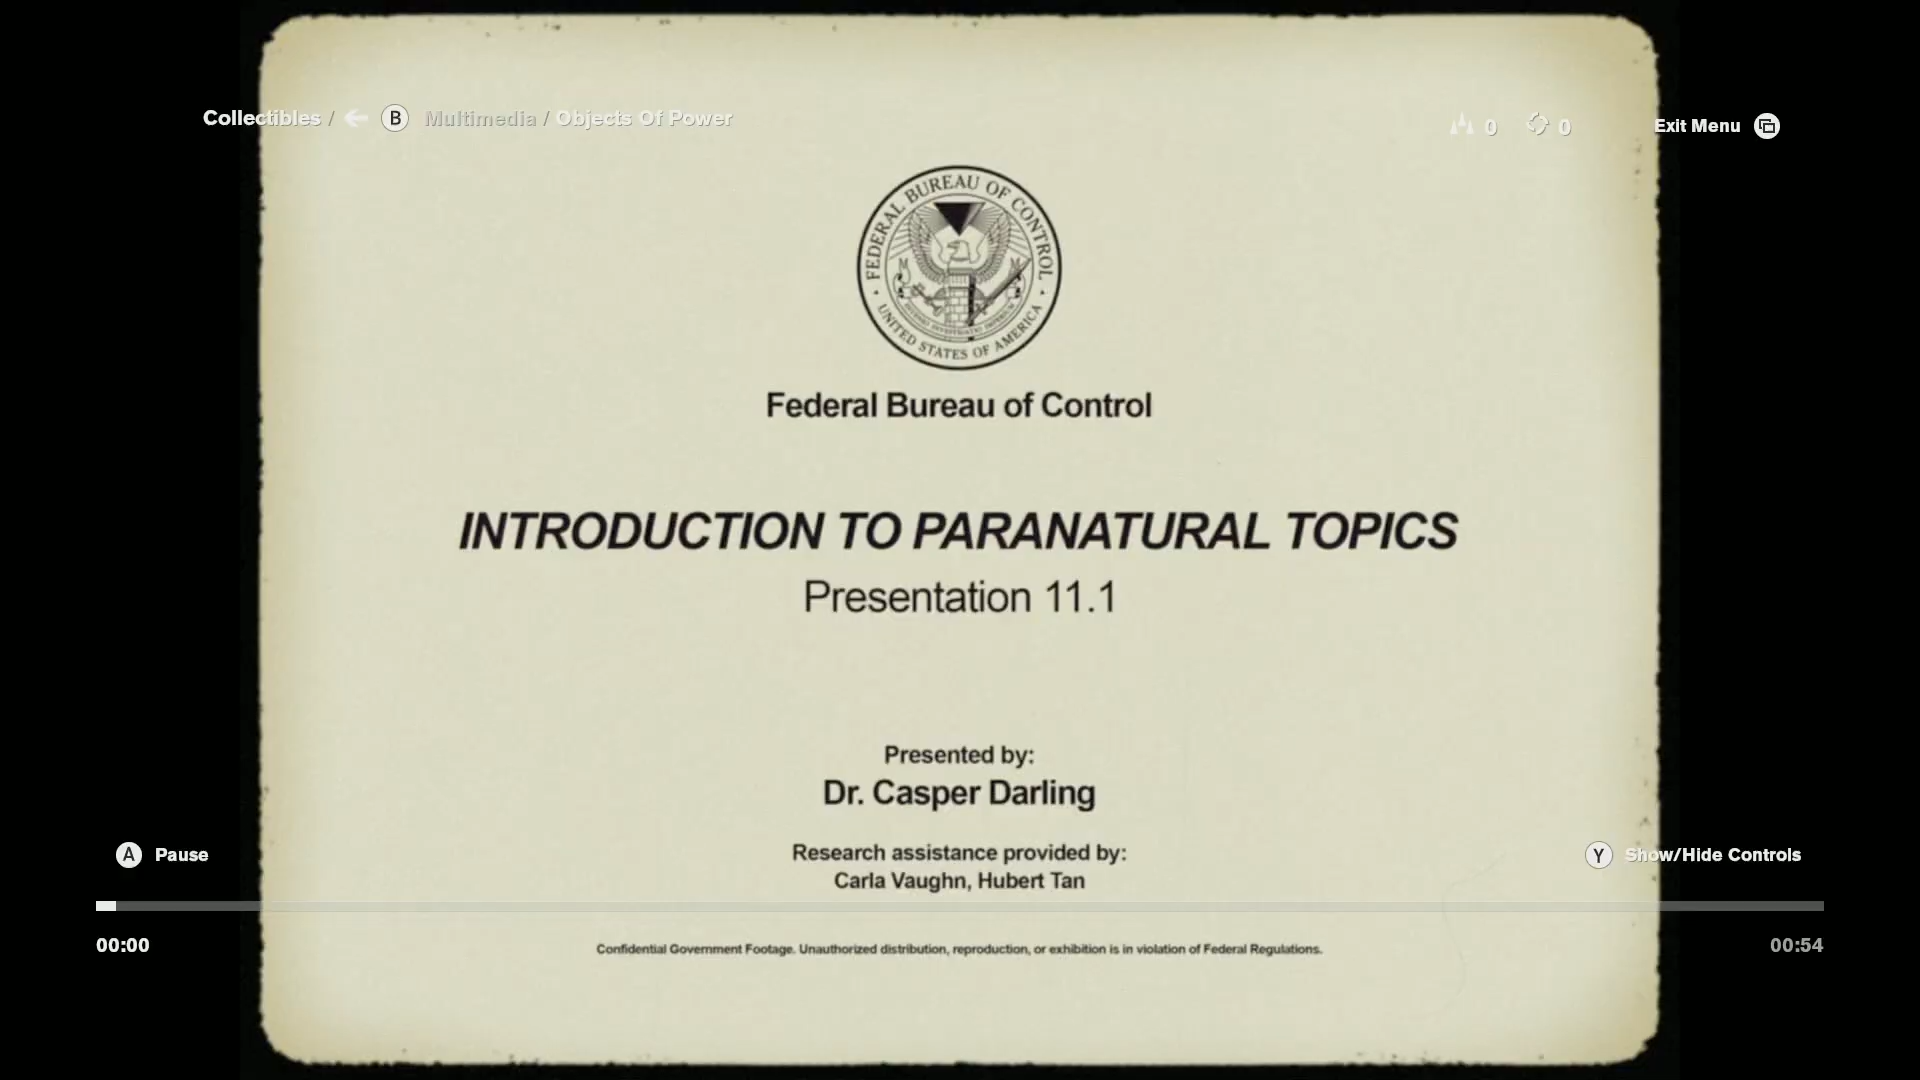 Collectibles / B Multimedia / Objects Of Power
0 0 Exit Menu
FEDERAL BUREAU OF CONTROL
UNITED STATES OF AMERICA
Federal Bureau of Control
INTRODUCTION TO PARANATURAL TOPICS
Presentation 11.1
Presented by:
Dr. Casper Darling
A Pause
Y Show/Hide Controls
Research assistance provided by:
Carla Vaughn, Hubert Tan
00:00
00:54
Confidential Government Footage. Unauthorized distribution, reproduction, or exhibition is in violation of Federal Regulations.